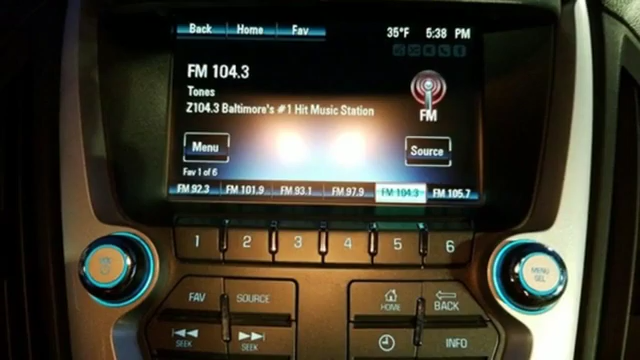 Back Home Fav 35°F 5:38 PM
FM 104.3
Tones
Z104.3 Baltimore's #1 Hit Music Station
FM
Menu Source
Fav 1 of 6
FM 92.3 FM 101.9 FM 93.1 FM 97.9 FM 104.3 FM 105.7
1 2 3 4 5 6
MENU
SEL
FAV SOURCE HOME BACK
SEEK SEEK INFO